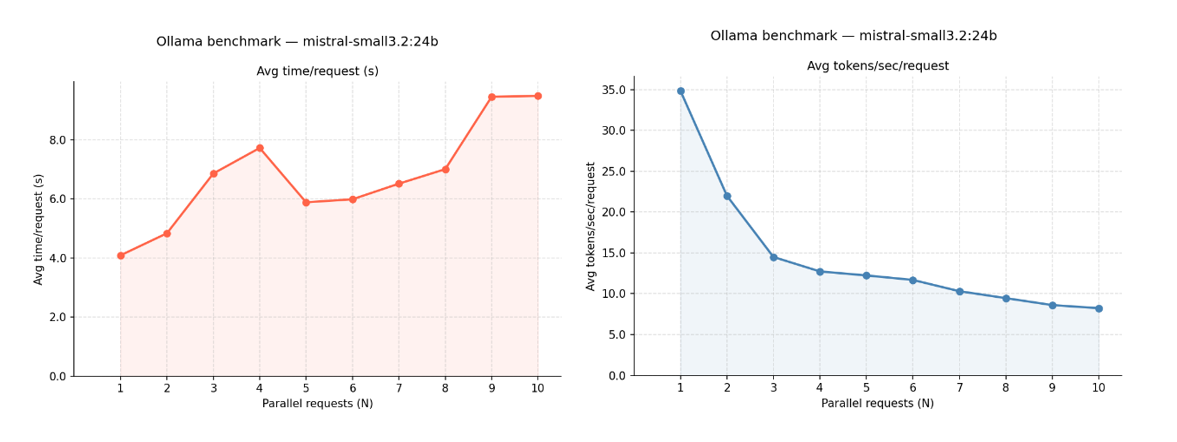 Ollama benchmark — mistral-small3.2:24b
Avg time/request (s)
Avg time/request (s)
8.0
6.0
4.0
2.0
0.0
1 2 3 4 5 6 7 8 9 10
Parallel requests (N)
Ollama benchmark — mistral-small3.2:24b
Avg tokens/sec/request
Avg tokens/sec/request
35.0
30.0
25.0
20.0
15.0
10.0
5.0
0.0
1 2 3 4 5 6 7 8 9 10
Parallel requests (N)